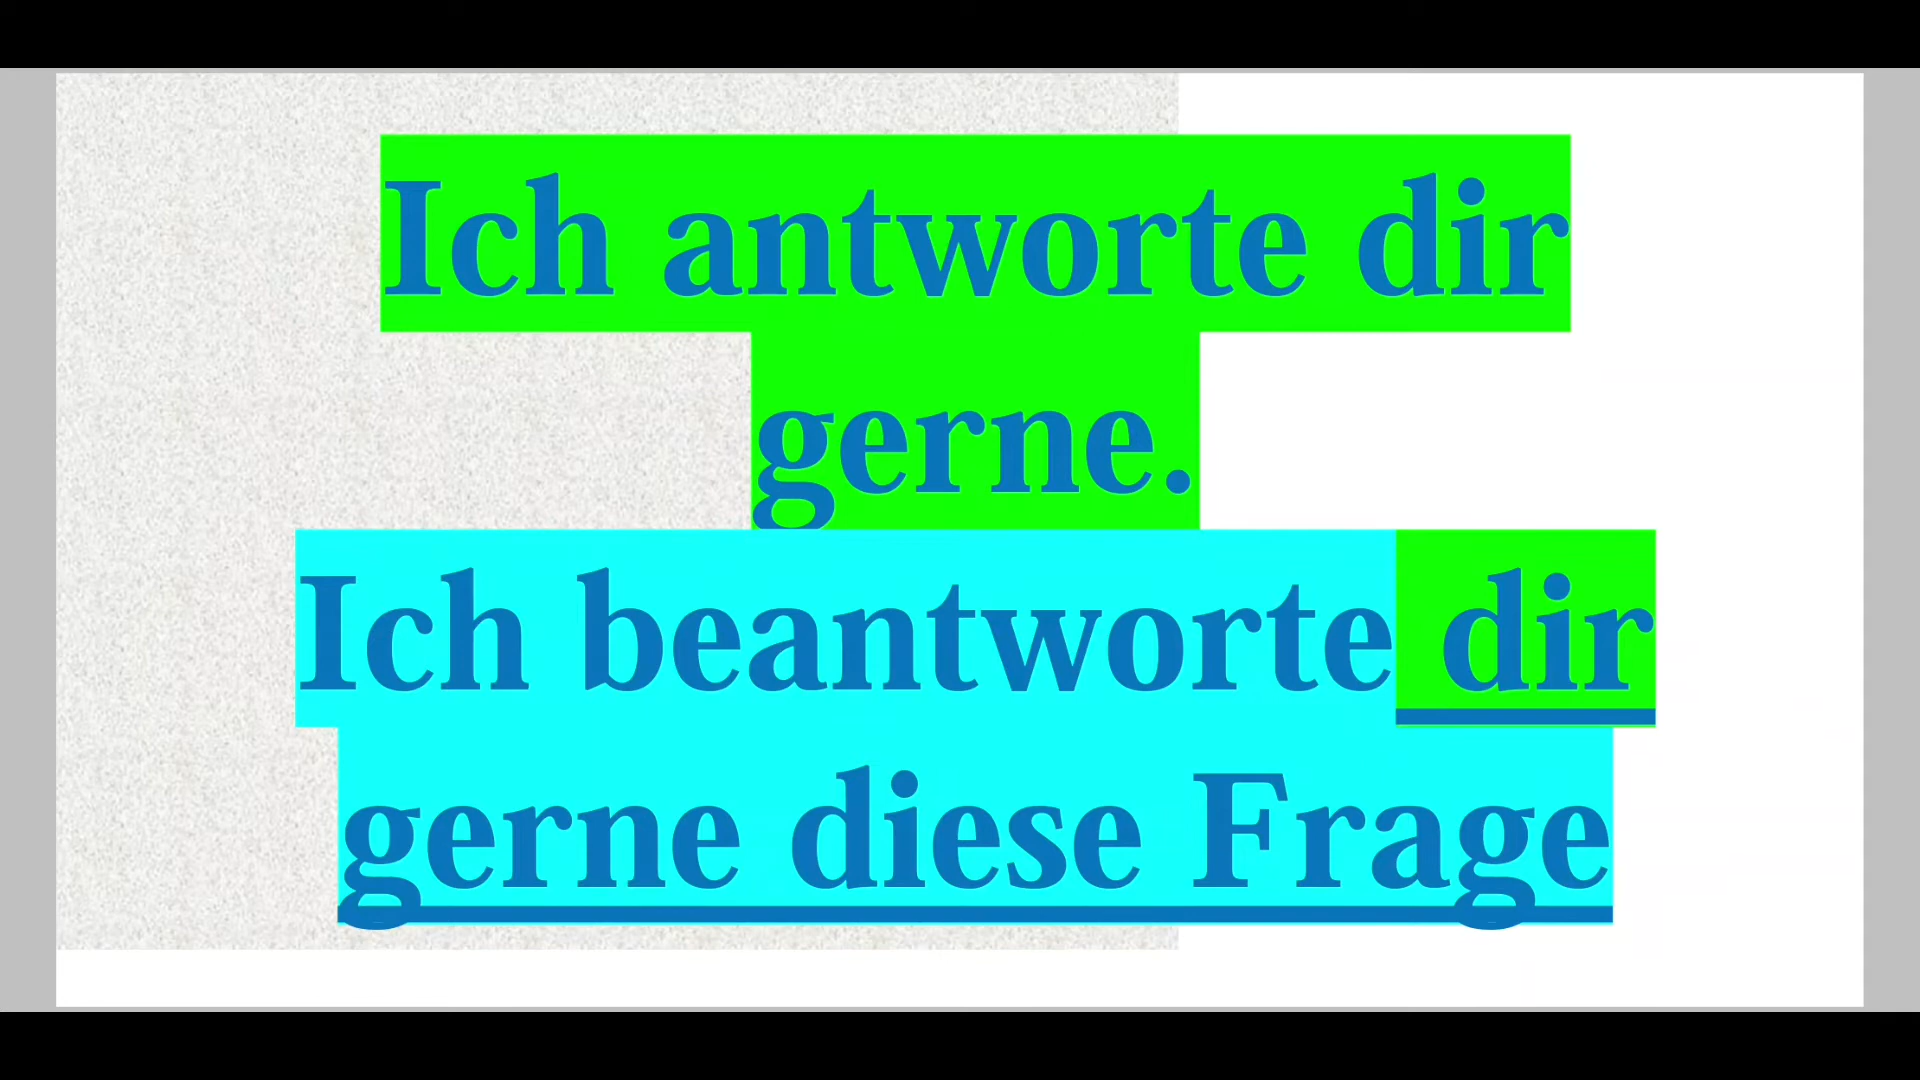 Ich antworte dir
gerne.
Ich beantworte dir
gerne diese Frage